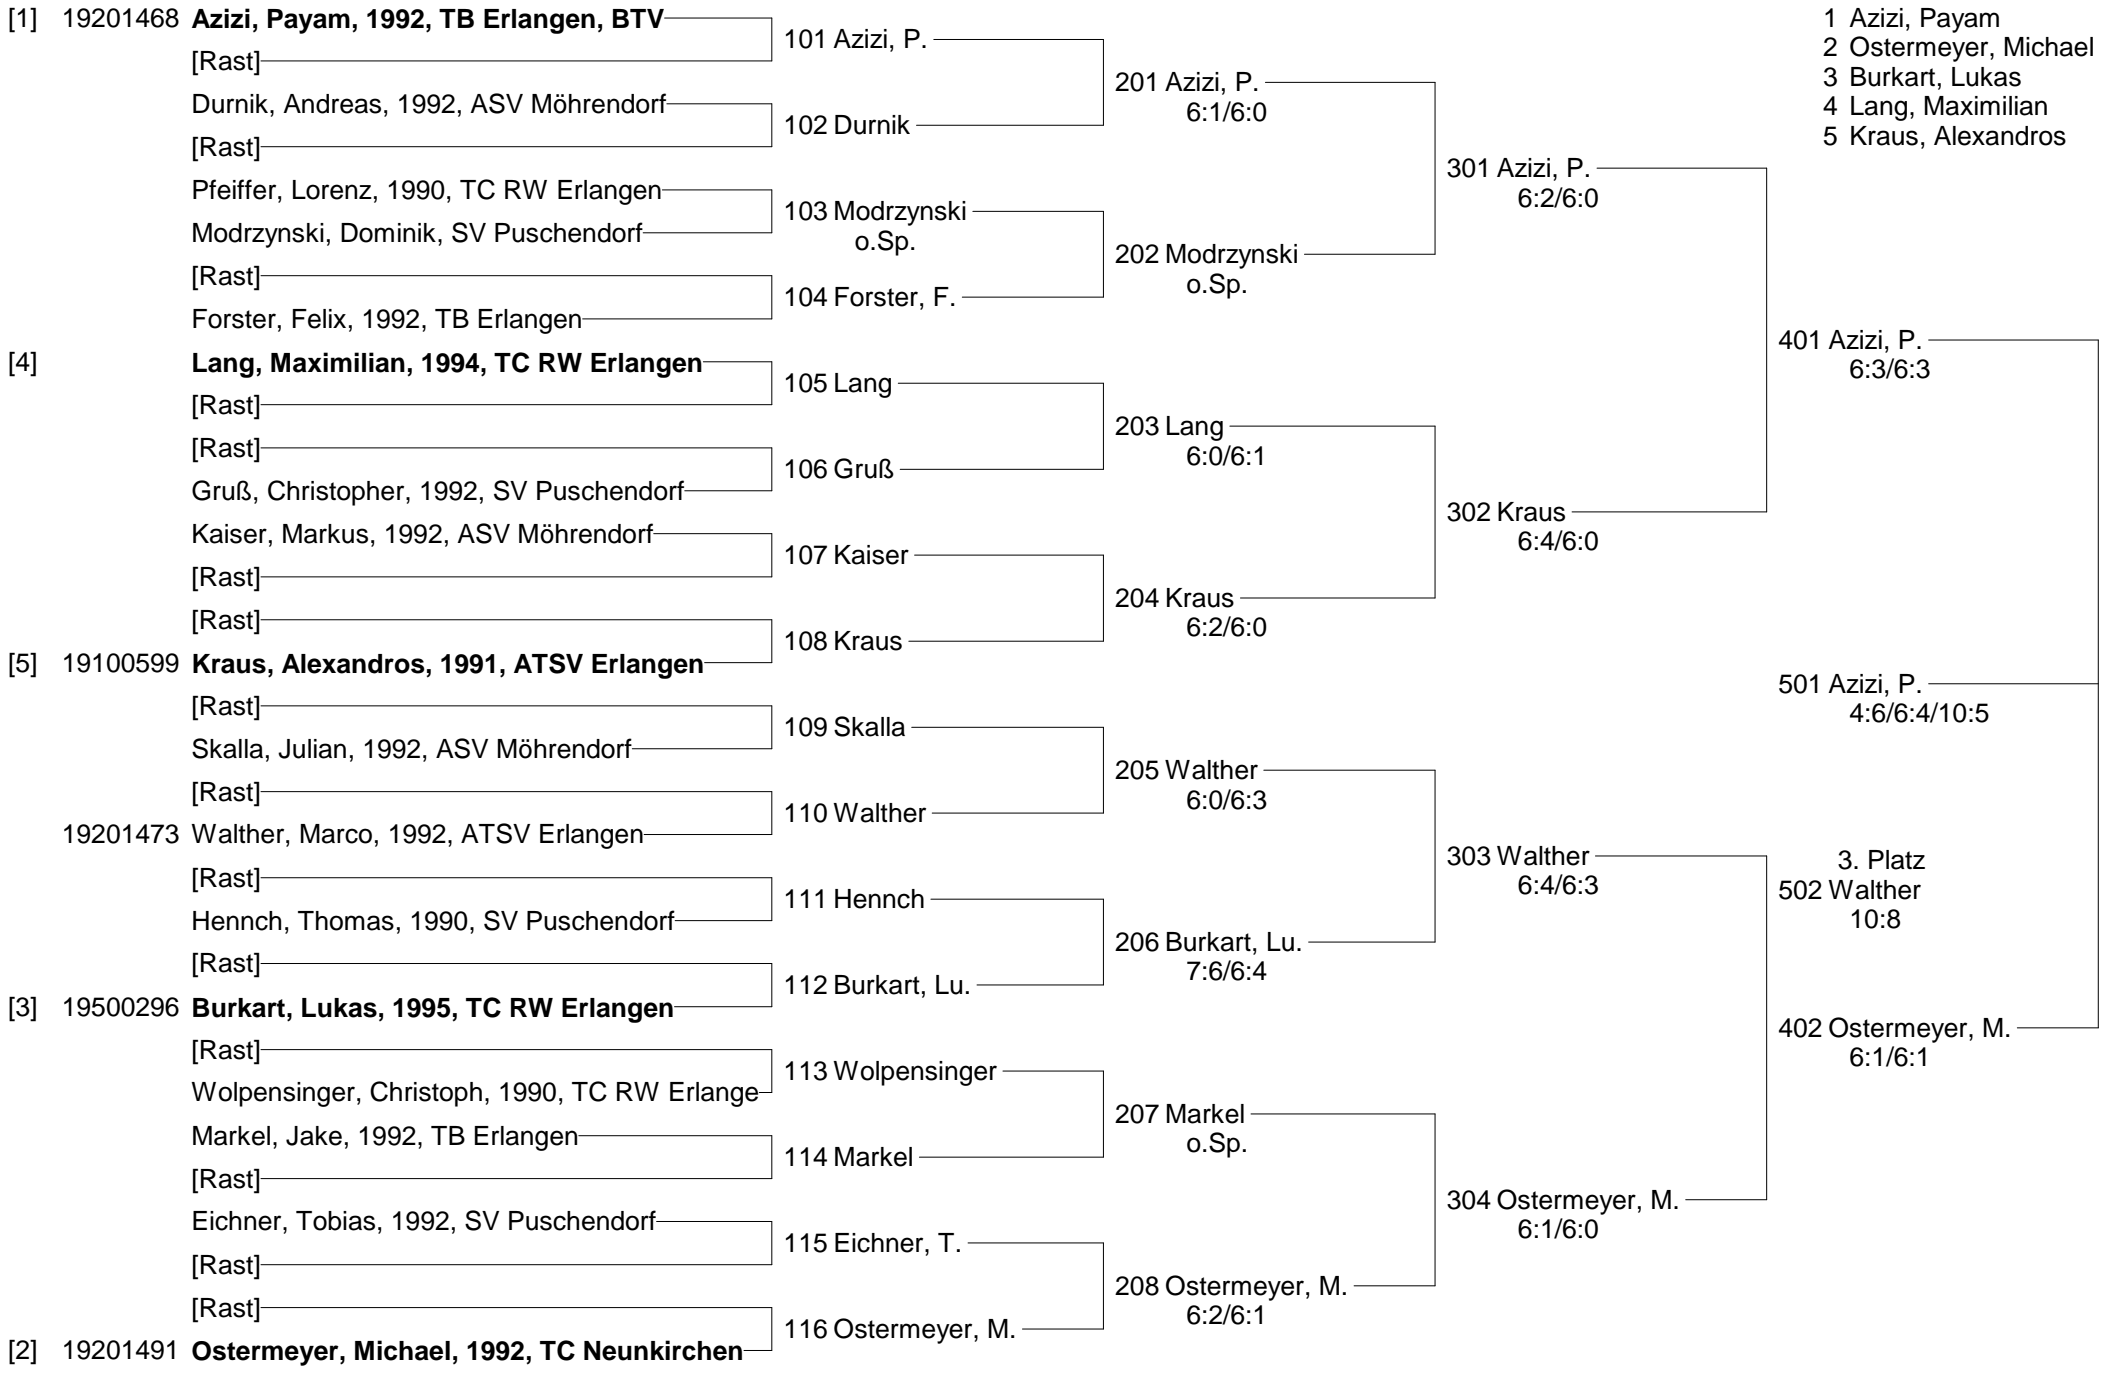 [1] 19201468 Azizi, Payam, 1992, TB Erlangen, BTV
[Rast]
Durnik, Andreas, 1992, ASV Möhrendorf
[Rast]
Pfeiffer, Lorenz, 1990, TC RW Erlangen
Modrzynski, Dominik, SV Puschendorf
[Rast]
Forster, Felix, 1992, TB Erlangen
[4] Lang, Maximilian, 1994, TC RW Erlangen
[Rast]
[Rast]
Gruß, Christopher, 1992, SV Puschendorf
Kaiser, Markus, 1992, ASV Möhrendorf
[Rast]
[Rast]
[5] 19100599 Kraus, Alexandros, 1991, ATSV Erlangen
[Rast]
Skalla, Julian, 1992, ASV Möhrendorf
[Rast]
19201473 Walther, Marco, 1992, ATSV Erlangen
[Rast]
Hennch, Thomas, 1990, SV Puschendorf
[Rast]
[3] 19500296 Burkart, Lukas, 1995, TC RW Erlangen
[Rast]
Wolpensinger, Christoph, 1990, TC RW Erlange
Markel, Jake, 1992, TB Erlangen
[Rast]
Eichner, Tobias, 1992, SV Puschendorf
[Rast]
[Rast]
[2] 19201491 Ostermeyer, Michael, 1992, TC Neunkirchen
101 Azizi, P.
102 Durnik
103 Modrzynski
o.Sp.
104 Forster, F.
105 Lang
106 Gruß
107 Kaiser
108 Kraus
109 Skalla
110 Walther
111 Hennch
112 Burkart, Lu.
113 Wolpensinger
114 Markel
115 Eichner, T.
116 Ostermeyer, M.
201 Azizi, P.
6:1/6:0
202 Modrzynski
o.Sp.
203 Lang
6:0/6:1
204 Kraus
6:2/6:0
205 Walther
6:0/6:3
206 Burkart, Lu.
7:6/6:4
207 Markel
o.Sp.
208 Ostermeyer, M.
6:2/6:1
301 Azizi, P.
6:2/6:0
302 Kraus
6:4/6:0
303 Walther
6:4/6:3
304 Ostermeyer, M.
6:1/6:0
401 Azizi, P.
6:3/6:3
501 Azizi, P.
4:6/6:4/10:5
3. Platz
502 Walther
10:8
402 Ostermeyer, M.
6:1/6:1
1 Azizi, Payam
2 Ostermeyer, Michael
3 Burkart, Lukas
4 Lang, Maximilian
5 Kraus, Alexandros